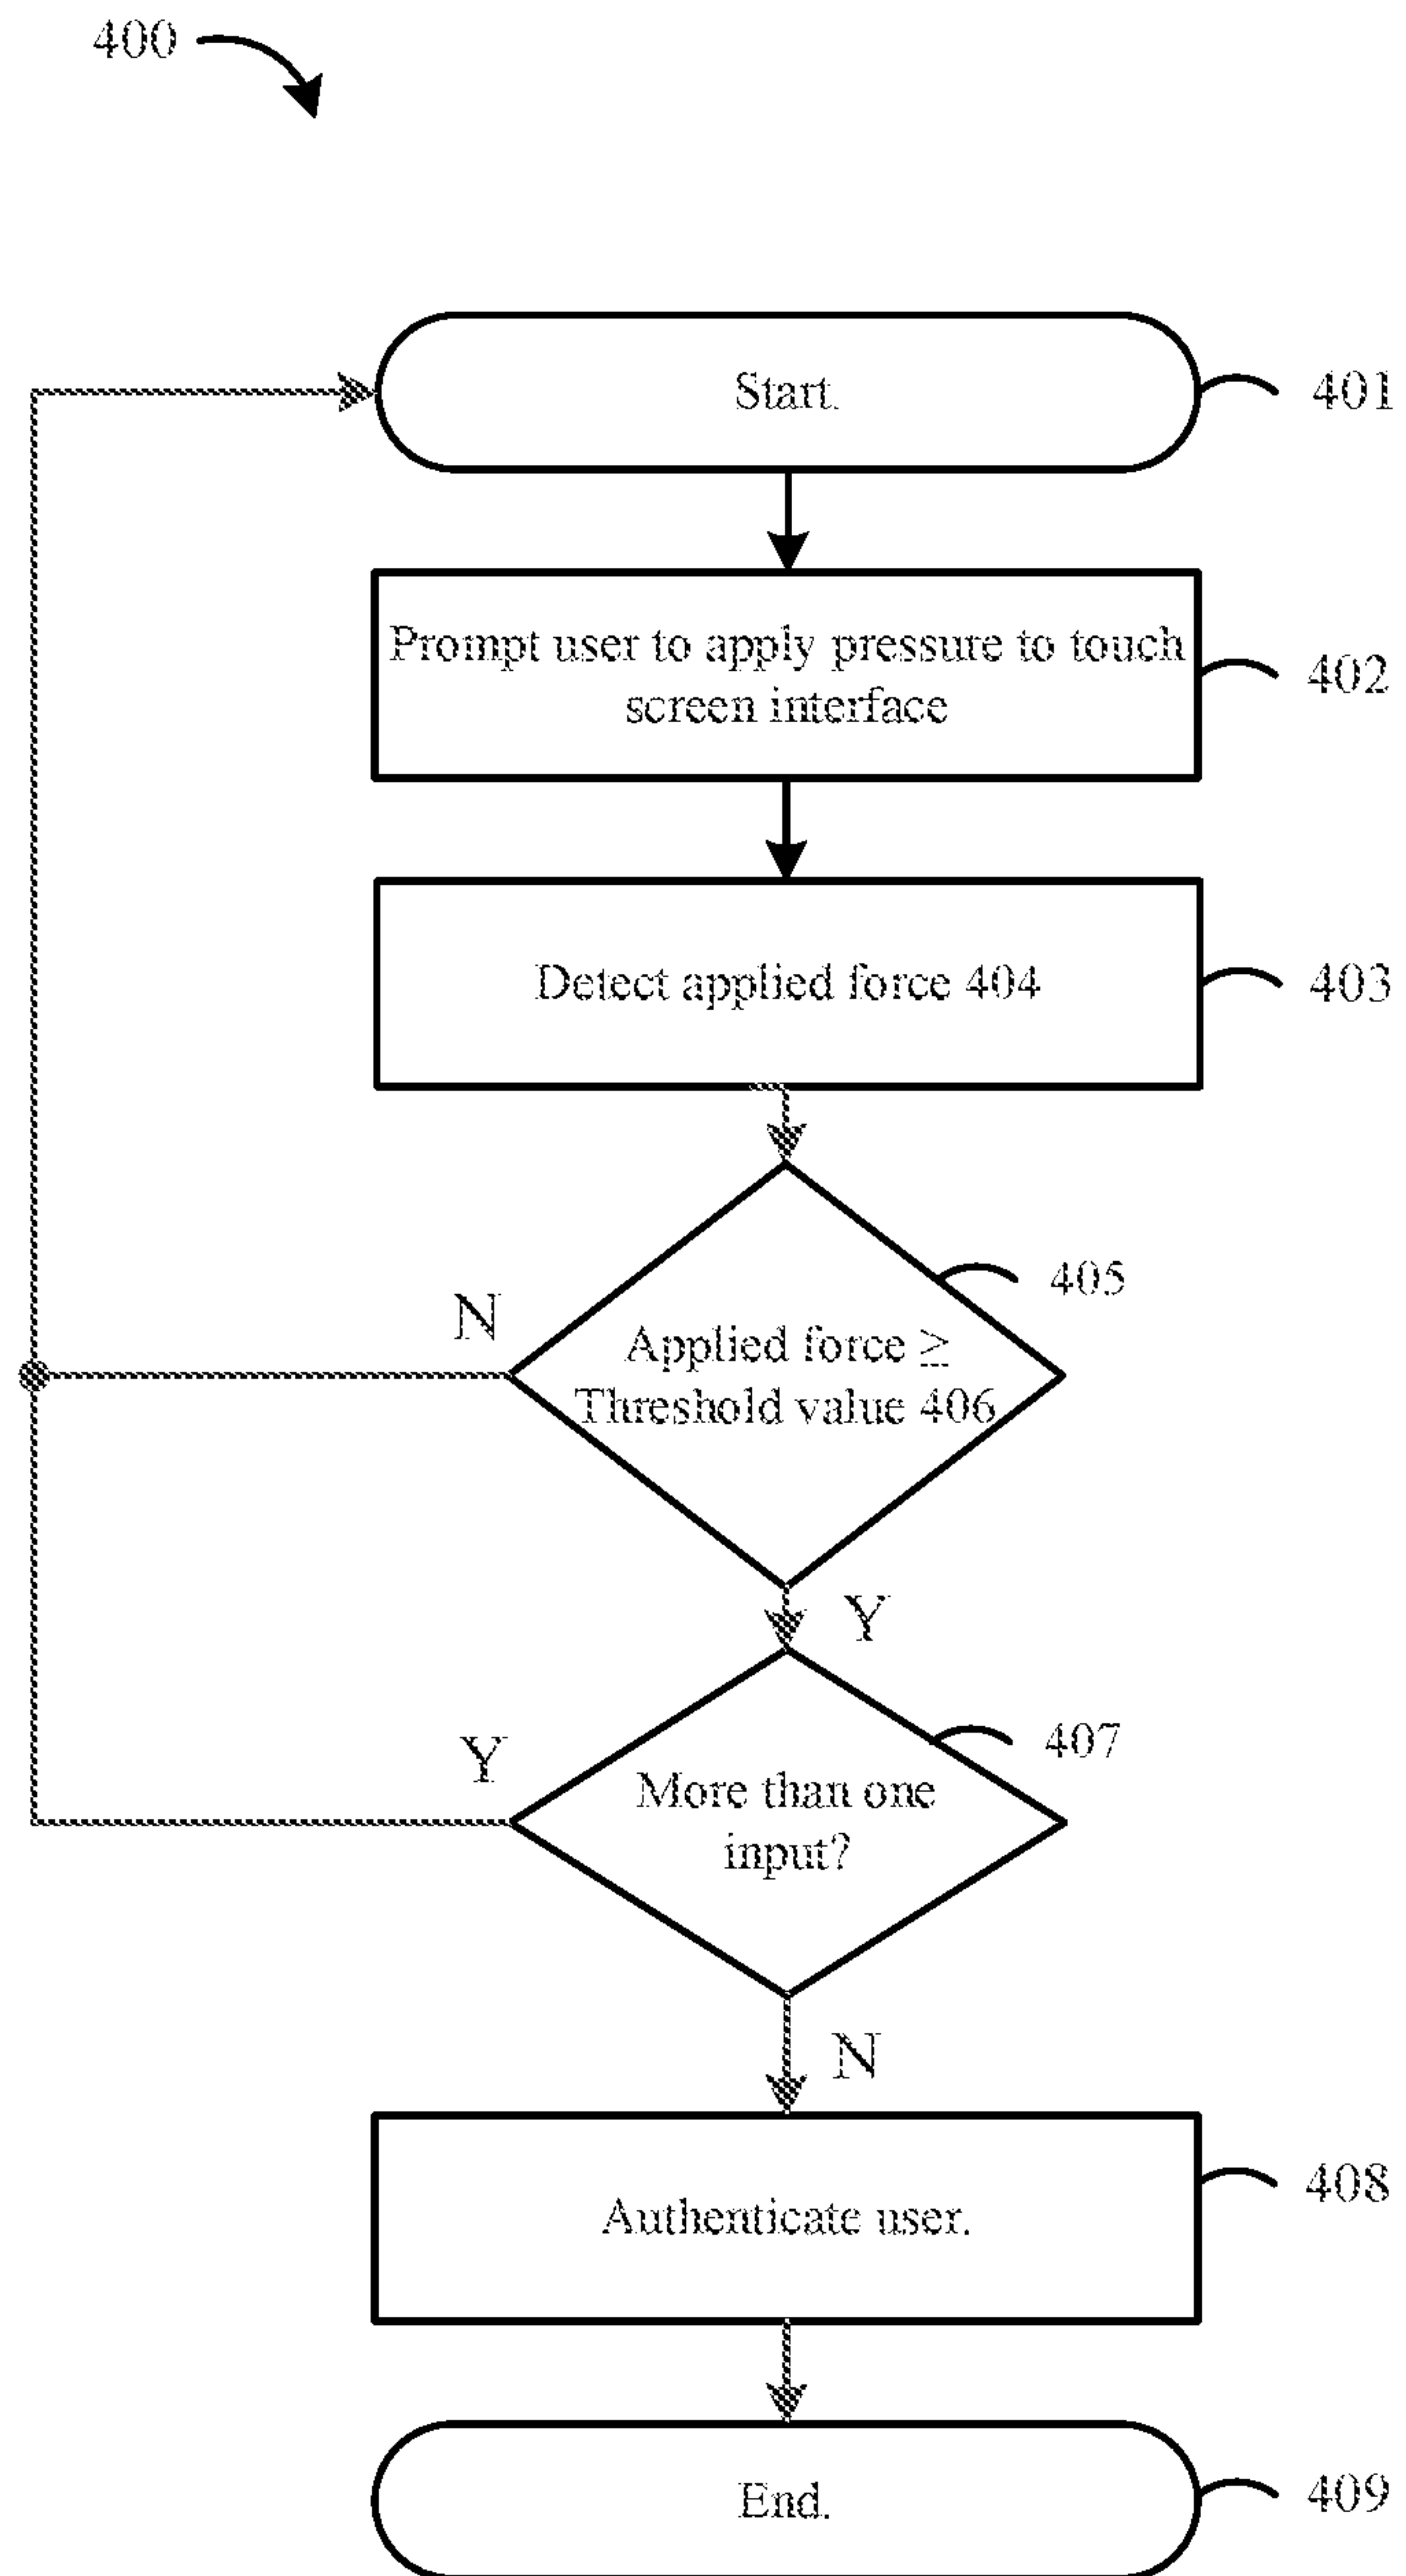 400
Start.
401
Prompt user to apply pressure to touch
screen interface
402
Detect applied force 404
403
405
N
Applied force ≥
Threshold value 406
Y
407
Y
More than one
input?
N
408
Authenticate user.
End.
409